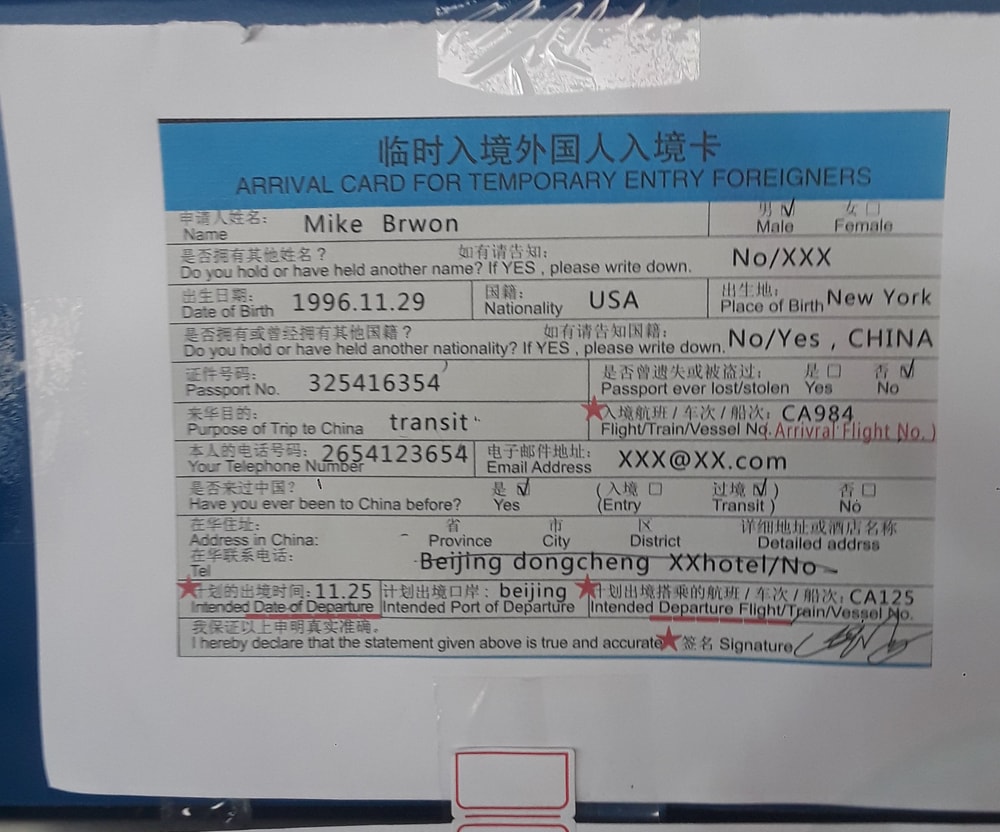 临时入境外国人入境卡
ARRIVAL CARD FOR TEMPORARY ENTRY FOREIGNERS
申请人姓名: Mike Brwon 男 女
Name Male Female
是否拥有其他姓名? 如有请告知: No/XXX
Do you hold or have held another name? If YES , please write down.
出生日期: 1996.11.29 国籍: USA 出生地: New York
Date of Birth Nationality Place of Birth
是否拥有或曾经拥有其他国籍? 如有请告知国籍: No/Yes , CHINA
Do you hold or have held another nationality? If YES , please write down.
证件号码: 325416354 是否曾遗失或被盗过: 是 否
Passport No. Passport ever lost/stolen Yes No
来华目的: transit 入境航班/车次/船次: CA984
Purpose of Trip to China Flight/Train/Vessel No. (Arrivral Flight No.)
本人的电话号码: 2654123654 电子邮件地址: XXX@XX.com
Your Telephone Number Email Address
是否来过中国? 是 (入境 过境 ) 否
Have you ever been to China before? Yes (Entry Transit ) No
在华住址: 省 市 区 详细地址或酒店名称
Address in China: Province City District Detailed addrss
在华联系电话: Beijing dongcheng XXhotel/No
Tel
计划的出境时间: 11.25 计划出境口岸: beijing 计划出境搭乘的航班/车次/船次: CA125
Intended Date of Departure Intended Port of Departure Intended Departure Flight/Train/Vessel No.
我保证以上申明真实准确。
I hereby declare that the statement given above is true and accurate 签名 Signature